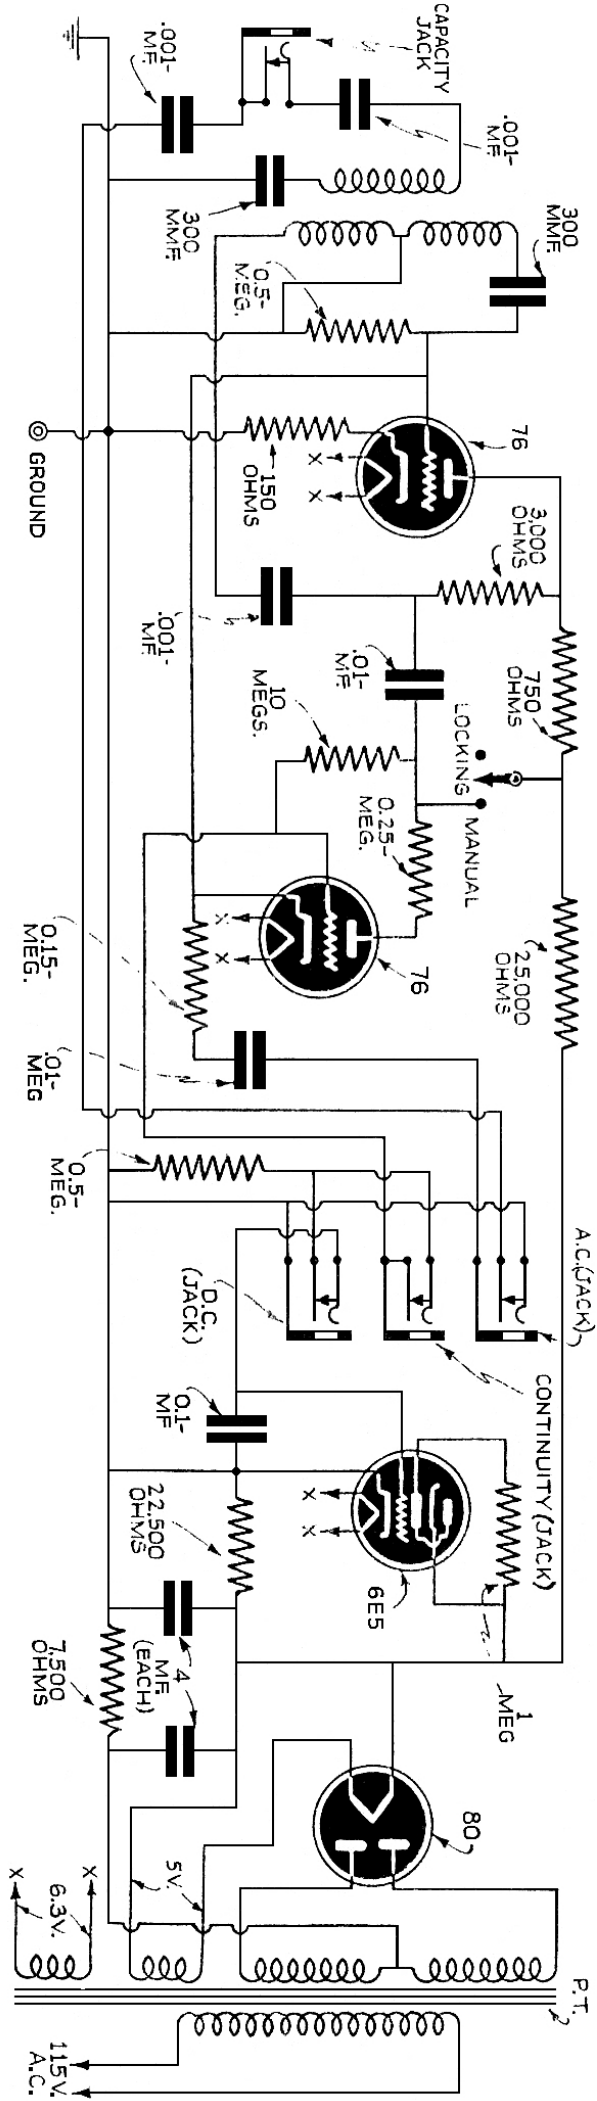 CAPACITY
JACK
.001-
MF.
.001-
MF.
300
MMF.
300
MMF.
0.5-
MEG.
76
150
OHMS
X
X
GROUND
3,000
OHMS
.001-
MF.
750
OHMS
.01-
MF.
LOCKING
MANUAL
10
MEGS.
0.25-
MEG.
25,000
OHMS
76
X
X
0.15-
MEG.
.01-
MEG
0.5-
MEG.
A.C.(JACK)
D.C.
(JACK)
CONTINUITY (JACK)
0.1-
MF
X
X
6E5
22,500
OHMS
1
MEG
4
MF.
(EACH)
7,500
OHMS
80
5 V.
X
X
6.3V.
P.T.
115V.
A.C.